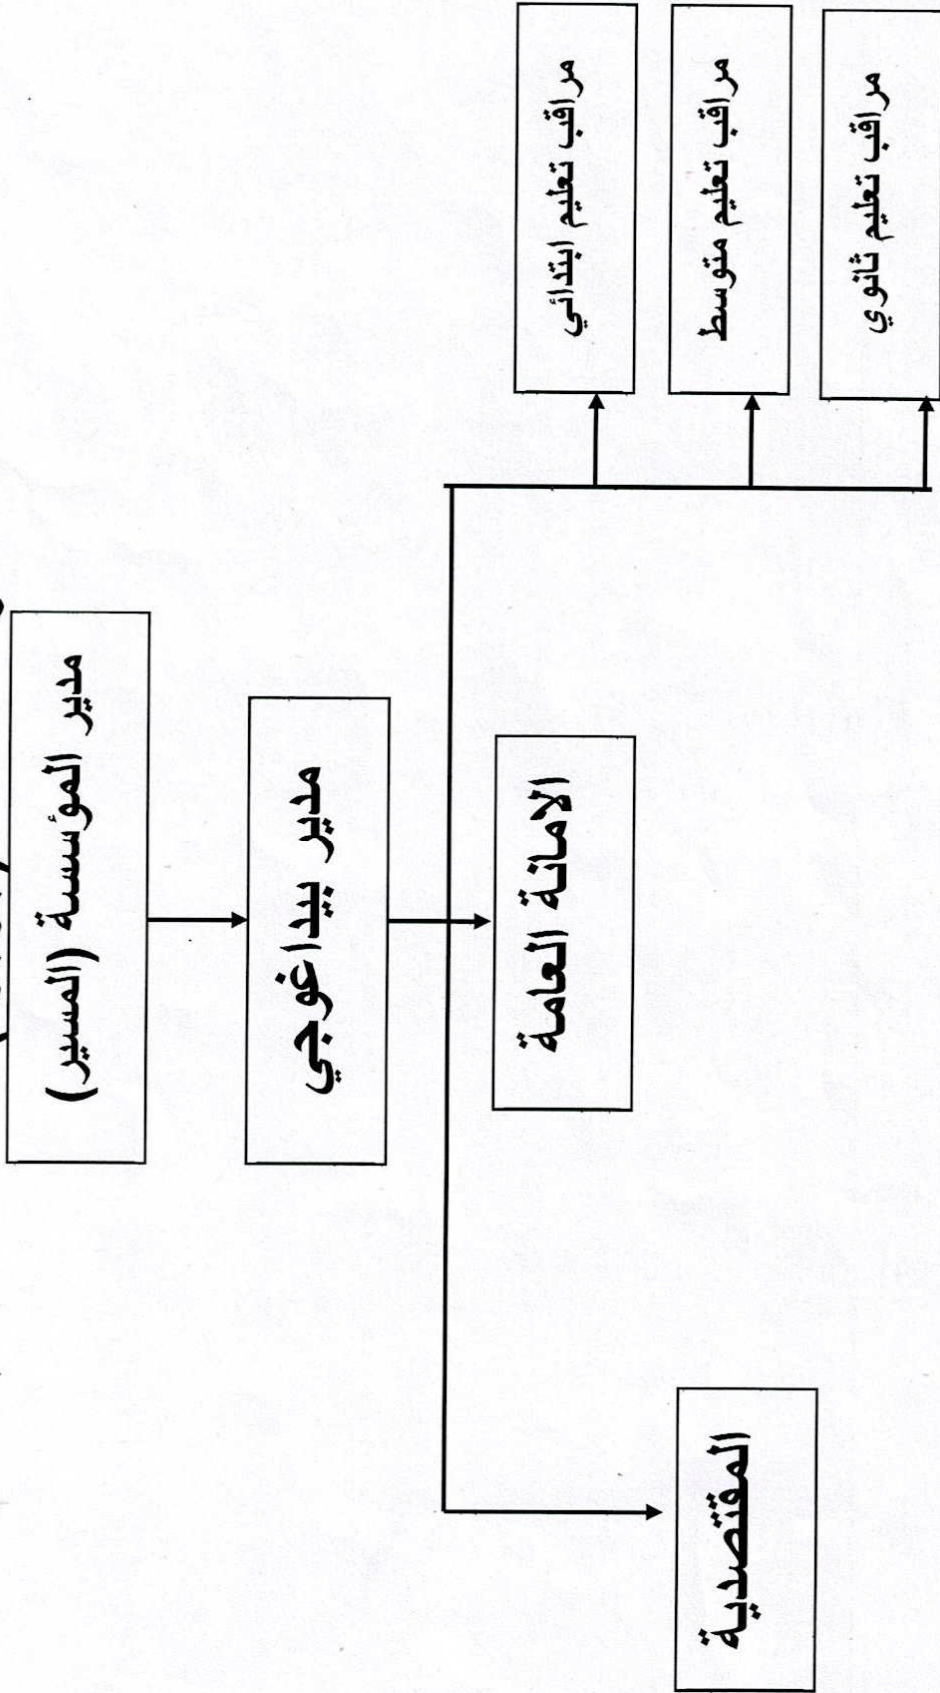 مدير المؤسسة (المسير)
مدير بيداغوجي
الامانة العامة
المقتصدية
مراقب تعليم ابتدائي
مراقب تعليم متوسط
مراقب تعليم ثانوي